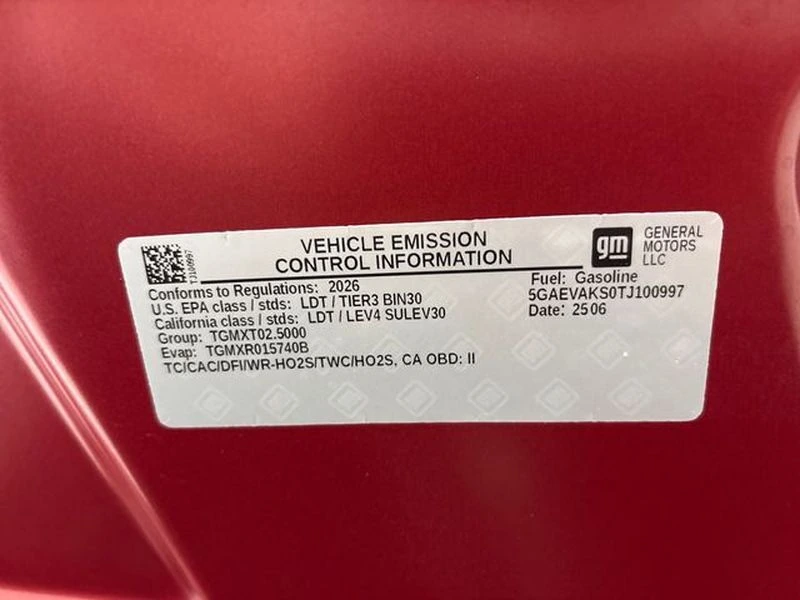 VEHICLE EMISSION
CONTROL INFORMATION
gm
GENERAL
MOTORS
LLC
TJ100997
Conforms to Regulations: 2026
U.S. EPA class / stds: LDT / TIER3 BIN30
California class / stds: LDT / LEV4 SULEV30
Group: TGMXT02.5000
Evap: TGMXR015740B
TC/CAC/DFI/WR-HO2S/TWC/HO2S, CA OBD: II
Fuel: Gasoline
5GAEVAKS0TJ100997
Date: 2506